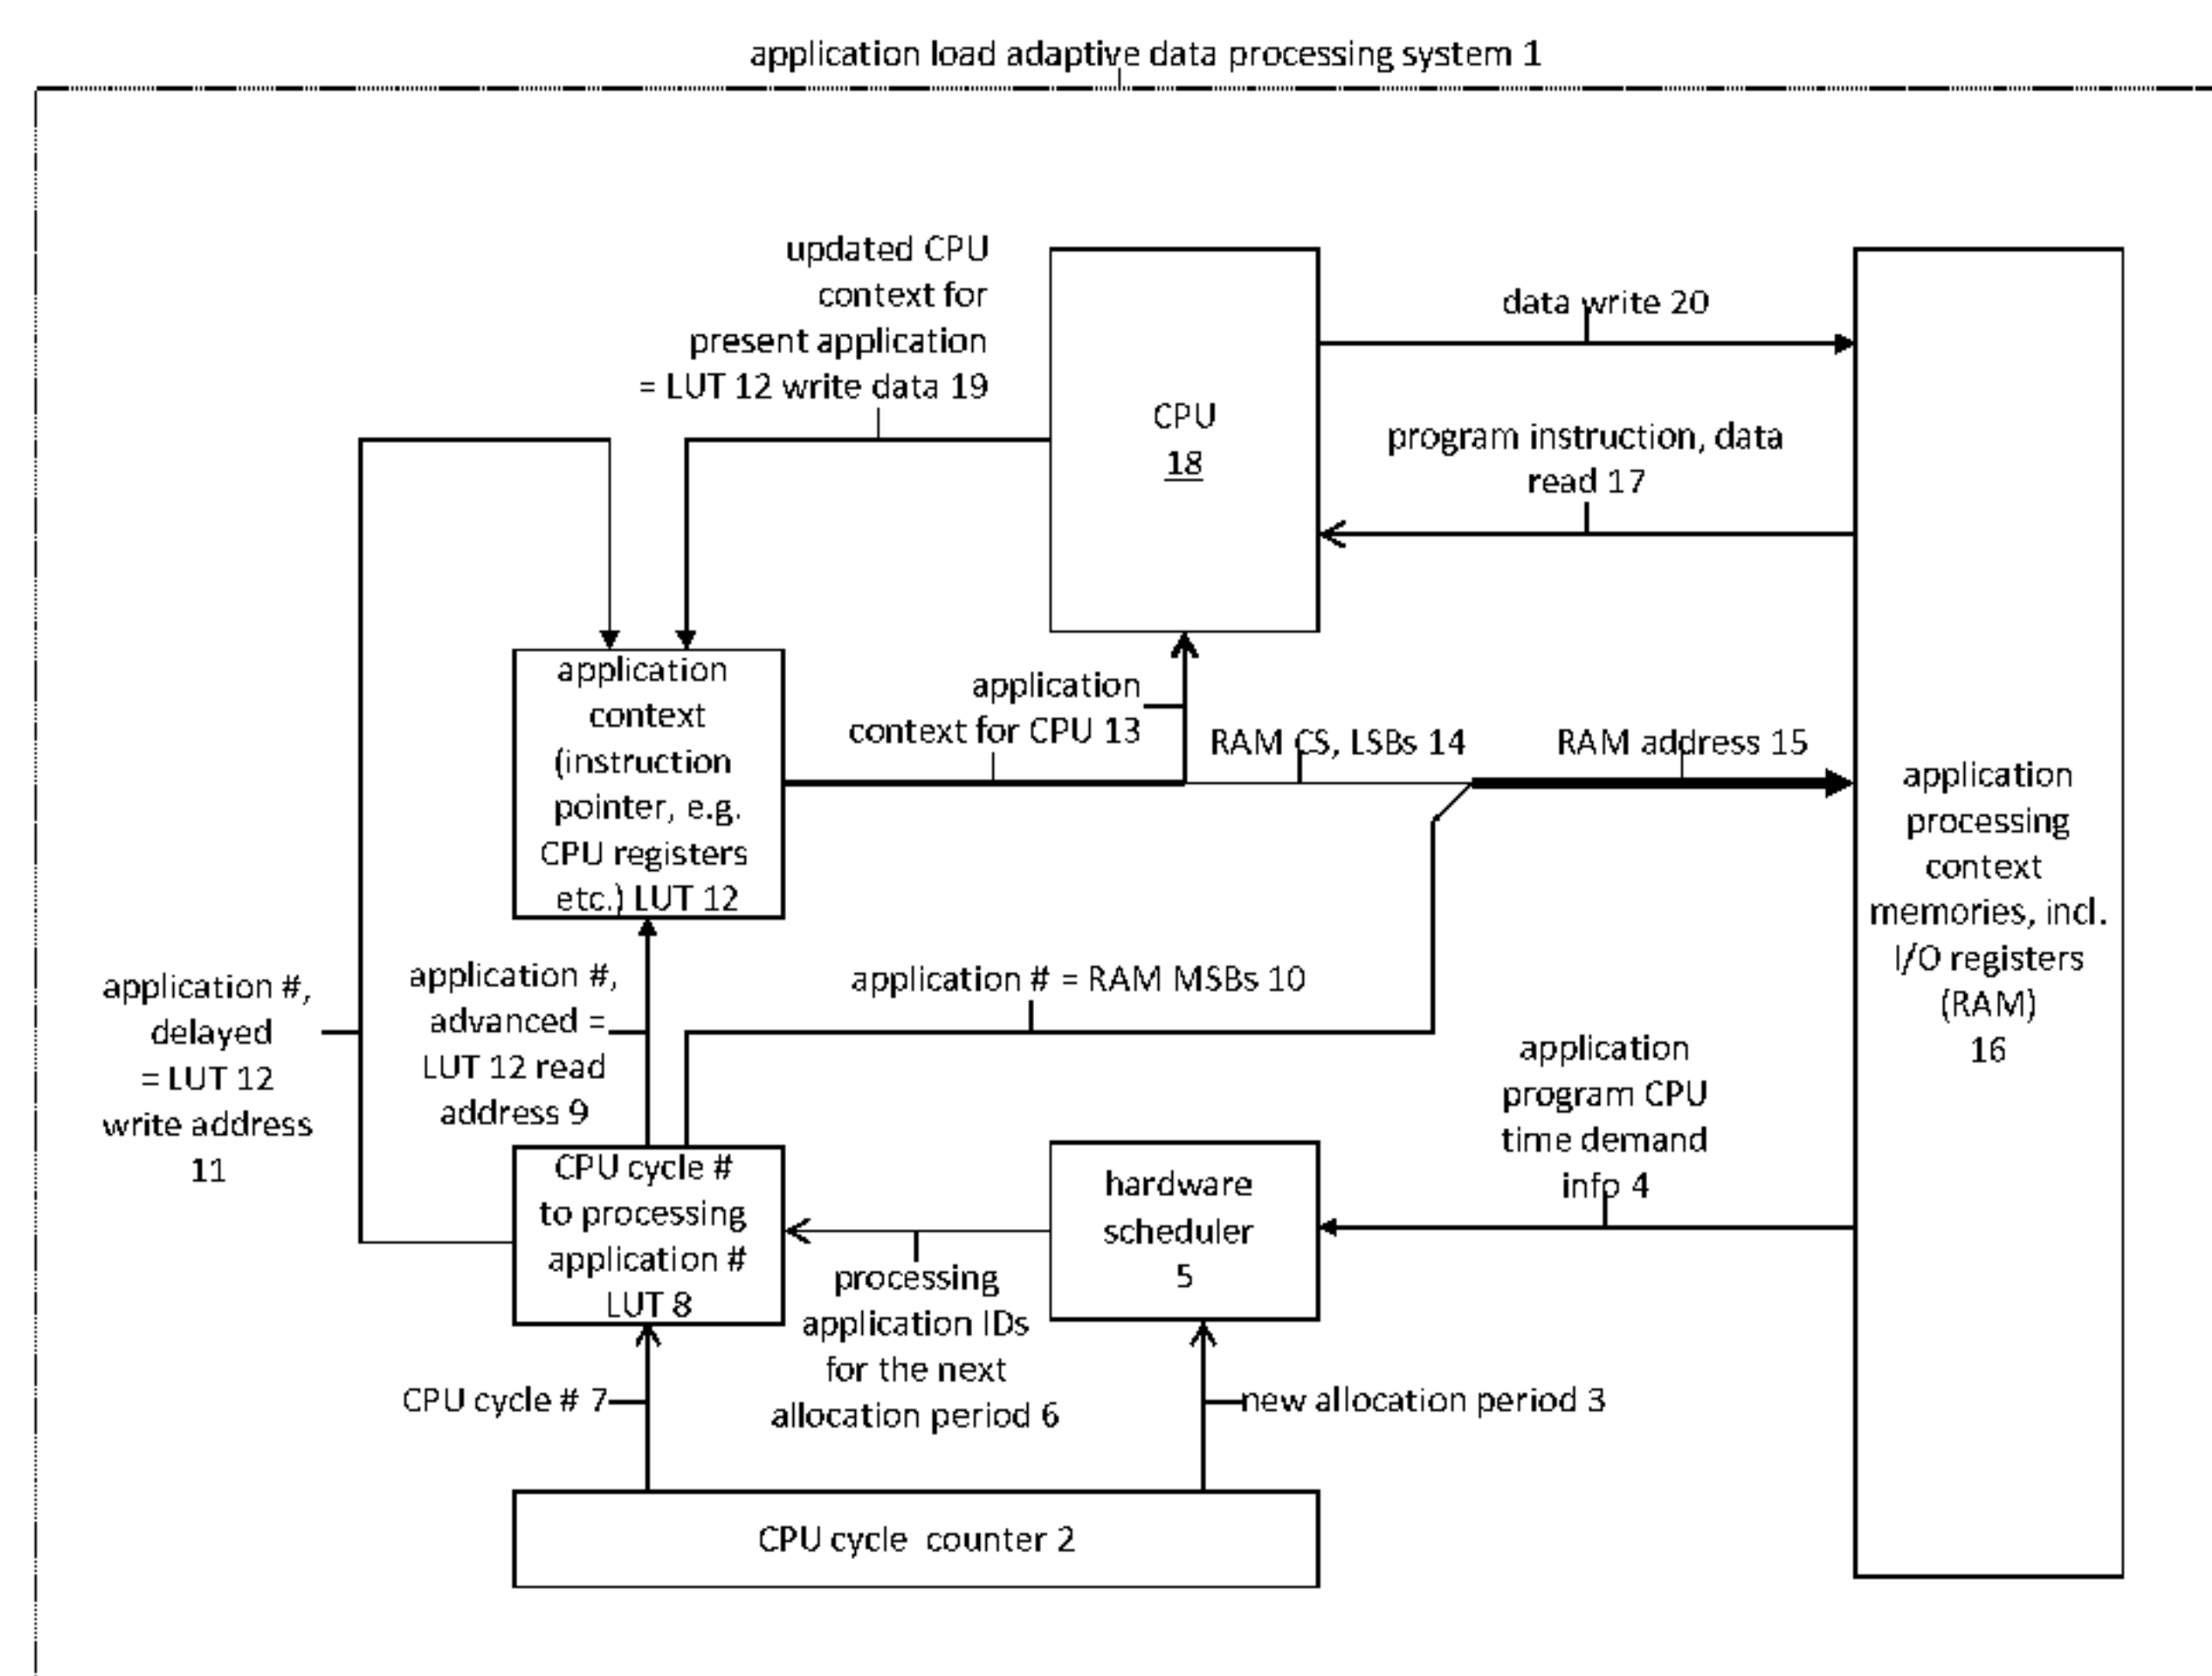 application load adaptive data processing system 1
updated CPU
context for
present application
= LUT 12 write data 19
CPU
18
data write 20
program instruction, data
read 17
application
context
(instruction
pointer, e.g.
CPU registers
etc.) LUT 12
application
context for CPU 13
RAM CS, LSBs 14
RAM address 15
application
processing
context
memories, incl.
I/O registers
(RAM)
16
application #,
delayed
= LUT 12
write address
11
application #,
advanced =
LUT 12 read
address 9
application # = RAM MSBs 10
application
program CPU
time demand
info 4
CPU cycle #
to processing
application #
LUT 8
hardware
scheduler
5
processing
application IDs
for the next
allocation period 6
CPU cycle # 7
new allocation period 3
CPU cycle counter 2